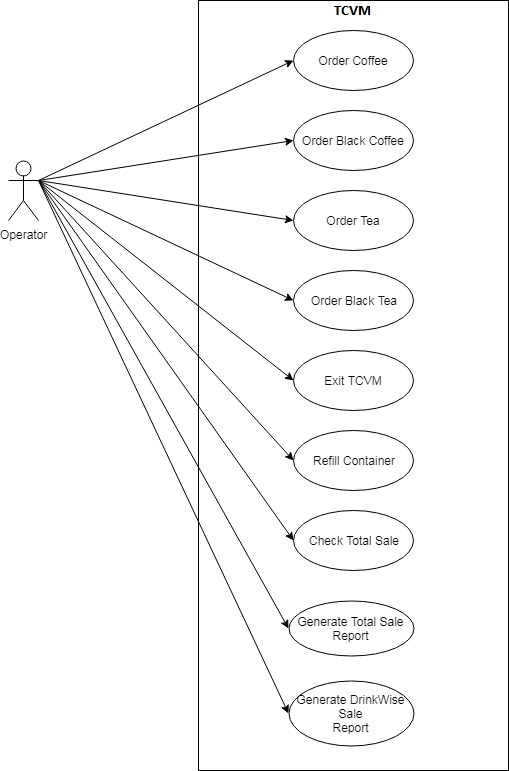 TCVM
Order Coffee
Order Black Coffee
Order Tea
Operator
Order Black Tea
Exit TCVM
Refill Container
Check Total Sale
Generate Total Sale
Report
Generate DrinkWise
Sale
Report